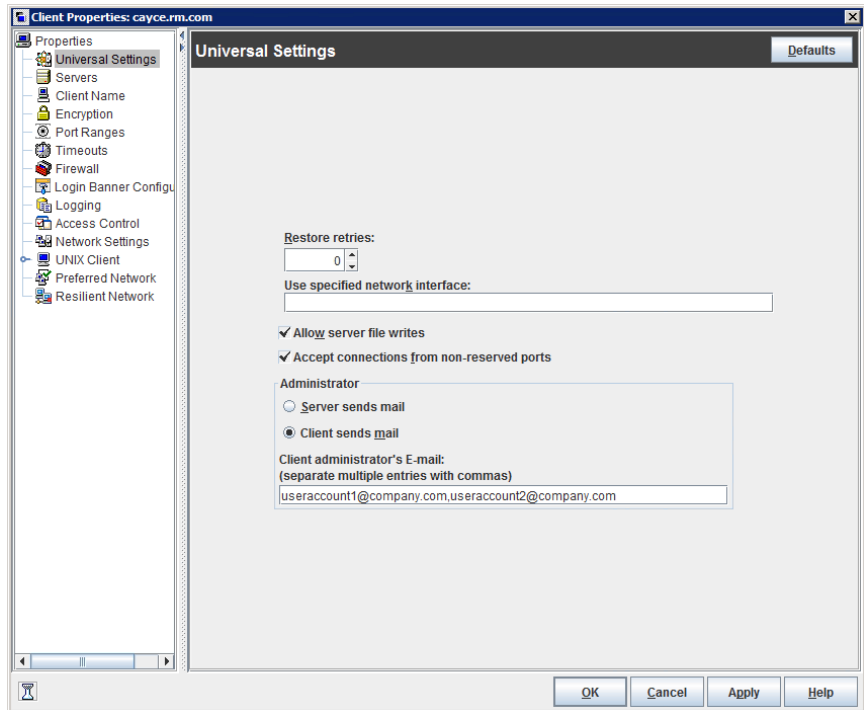 Client Properties: cayce.rm.com
Properties
Universal Settings
Servers
Client Name
Encryption
Port Ranges
Timeouts
Firewall
Login Banner Configu
Logging
Access Control
Network Settings
UNIX Client
Preferred Network
Resilient Network
Universal Settings
Defaults
Restore retries:
0
Use specified network interface:
Allow server file writes
Accept connections from non-reserved ports
Administrator
Server sends mail
Client sends mail
Client administrator's E-mail:
(separate multiple entries with commas)
useraccount1@company.com,useraccount2@company.com
OK
Cancel
Apply
Help